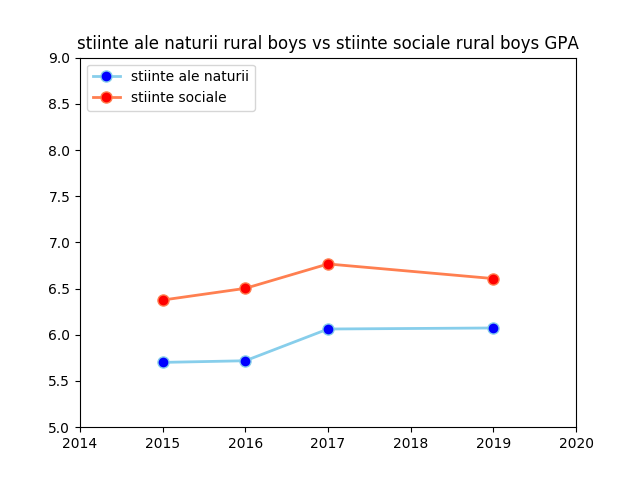 stiinte ale naturii rural boys vs stiinte sociale rural boys GPA
9.0
stiinte ale naturii
stiinte sociale
8.5
8.0
7.5
7.0
6.5
6.0
5.5
5.0
2014 2015 2016 2017 2018 2019 2020